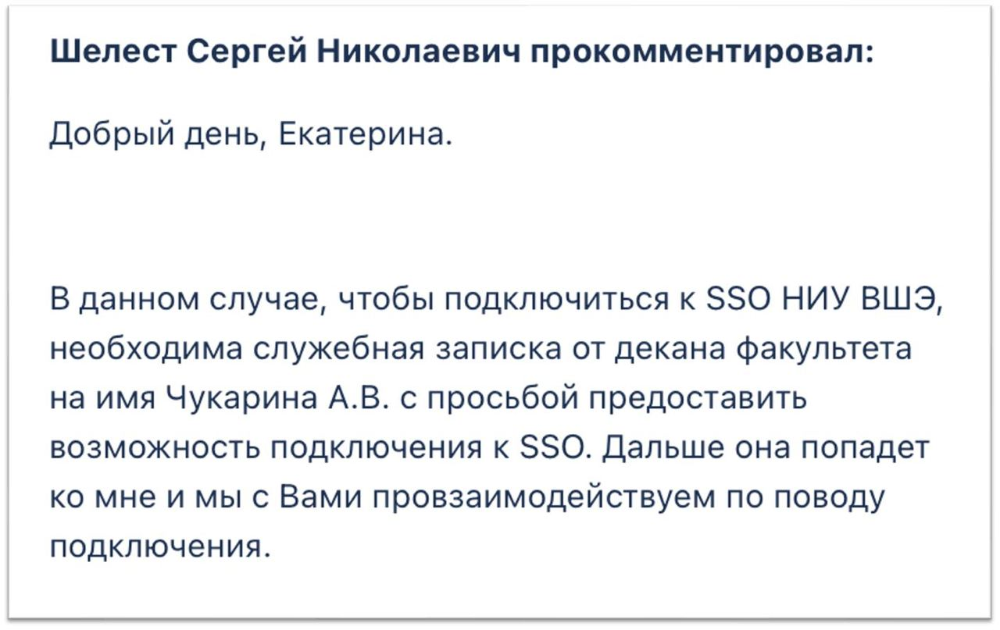 Шелест Сергей Николаевич прокомментировал:
Добрый день, Екатерина.
В данном случае, чтобы подключиться к SSO НИУ ВШЭ,
необходима служебная записка от декана факультета
на имя Чукарина А.В. с просьбой предоставить
возможность подключения к SSO. Дальше она попадет
ко мне и мы с Вами провзаимодействуем по поводу
подключения.